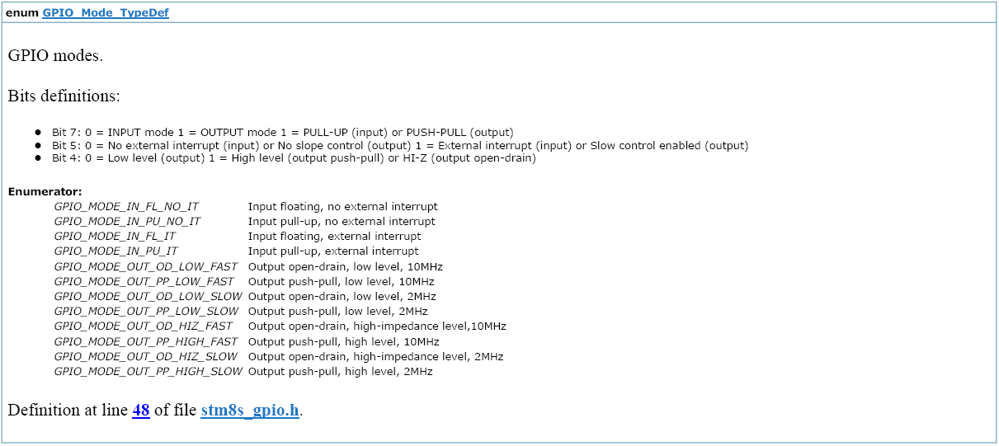 enum GPIO_Mode_TypeDef
GPIO modes.
Bits definitions:
● Bit 7: 0 = INPUT mode 1 = OUTPUT mode 1 = PULL-UP (input) or PUSH-PULL (output)
● Bit 5: 0 = No external interrupt (input) or No slope control (output) 1 = External interrupt (input) or Slow control enabled (output)
● Bit 4: 0 = Low level (output) 1 = High level (output push-pull) or HI-Z (output open-drain)
Enumerator:
GPIO_MODE_IN_FL_NO_IT Input floating, no external interrupt
GPIO_MODE_IN_PU_NO_IT Input pull-up, no external interrupt
GPIO_MODE_IN_FL_IT Input floating, external interrupt
GPIO_MODE_IN_PU_IT Input pull-up, external interrupt
GPIO_MODE_OUT_OD_LOW_FAST Output open-drain, low level, 10MHz
GPIO_MODE_OUT_PP_LOW_FAST Output push-pull, low level, 10MHz
GPIO_MODE_OUT_OD_LOW_SLOW Output open-drain, low level, 2MHz
GPIO_MODE_OUT_PP_LOW_SLOW Output push-pull, low level, 2MHz
GPIO_MODE_OUT_OD_HIZ_FAST Output open-drain, high-impedance level,10MHz
GPIO_MODE_OUT_PP_HIGH_FAST Output push-pull, high level, 10MHz
GPIO_MODE_OUT_OD_HIZ_SLOW Output open-drain, high-impedance level, 2MHz
GPIO_MODE_OUT_PP_HIGH_SLOW Output push-pull, high level, 2MHz
Definition at line 48 of file stm8s_gpio.h.